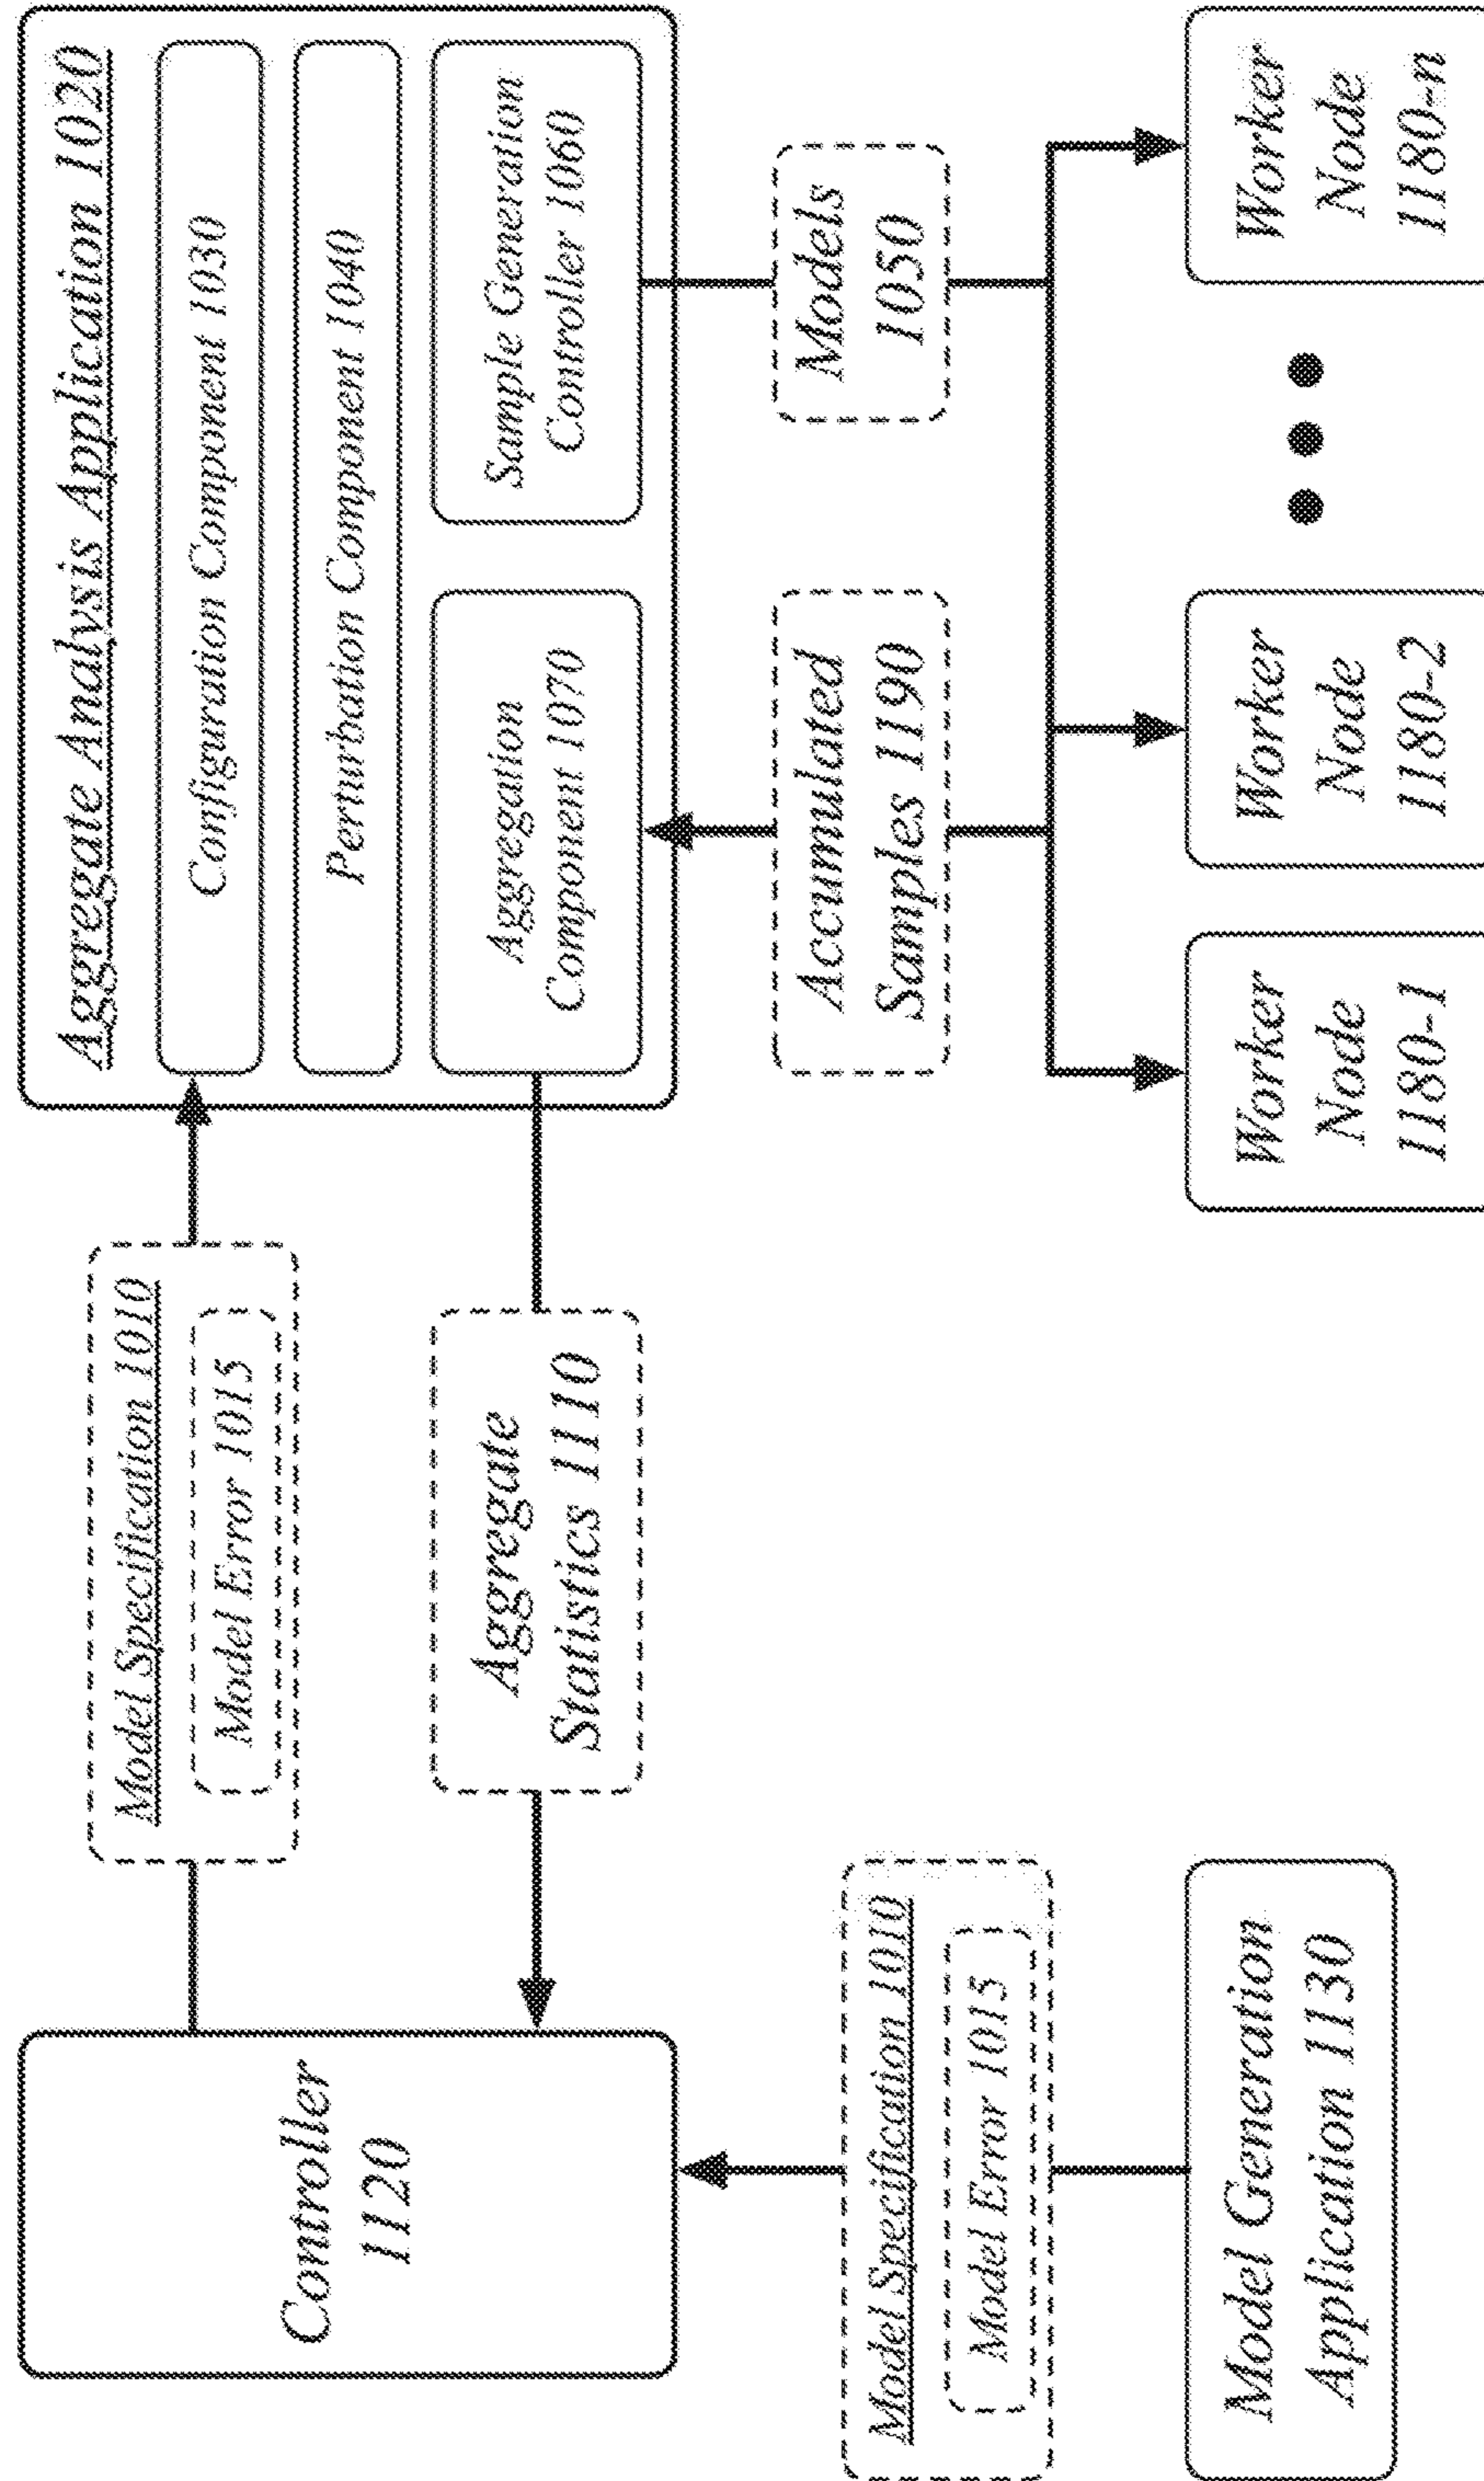 Controller
1120
Model Specification 1010
Model Error 1015
Aggregate
Statistics 1110
Aggregate Analysis Application 1020
Configuration Component 1030
Perturbation Component 1040
Aggregation
Component 1070
Sample Generation
Controller 1060
Model Specification 1010
Model Error 1015
Accumulated
Samples 1190
Models
1050
Model Generation
Application 1130
Worker
Node
1180-1
Worker
Node
1180-2
Worker
Node
1180-n